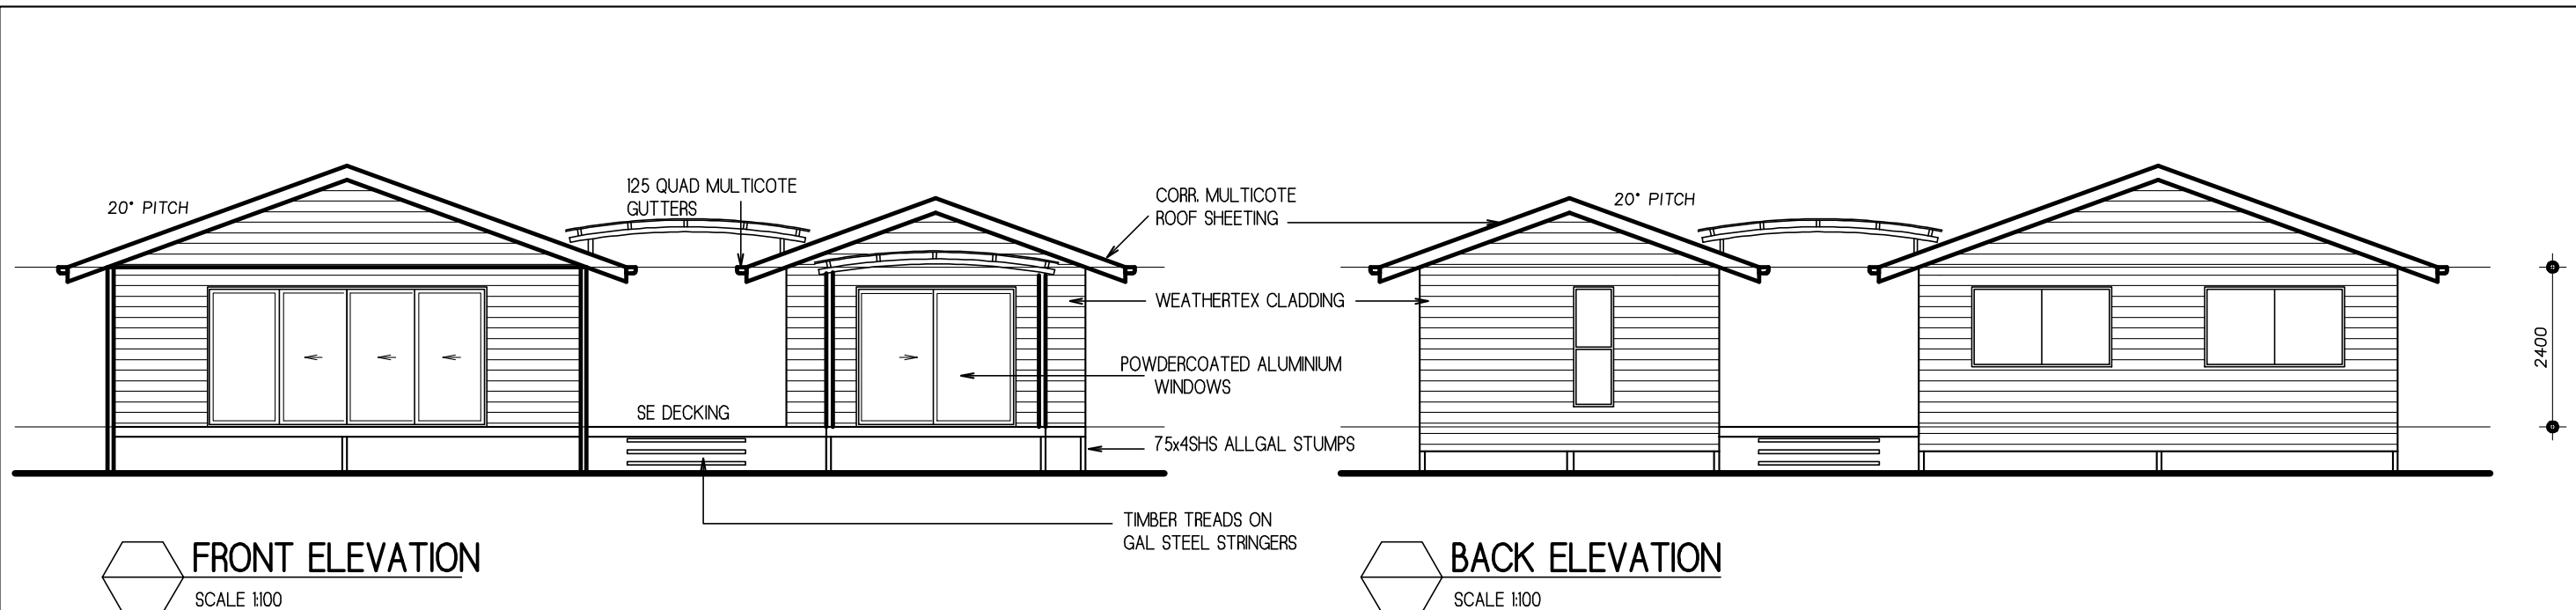 20° PITCH
125 QUAD MULTICOTE
GUTTERS
CORR. MULTICOTE
ROOF SHEETING
20° PITCH
WEATHERTEX CLADDING
POWDERCOATED ALUMINIUM
WINDOWS
2400
SE DECKING
75x4SHS ALLGAL STUMPS
TIMBER TREADS ON
GAL STEEL STRINGERS
FRONT ELEVATION
SCALE 1:100
BACK ELEVATION
SCALE 1:100